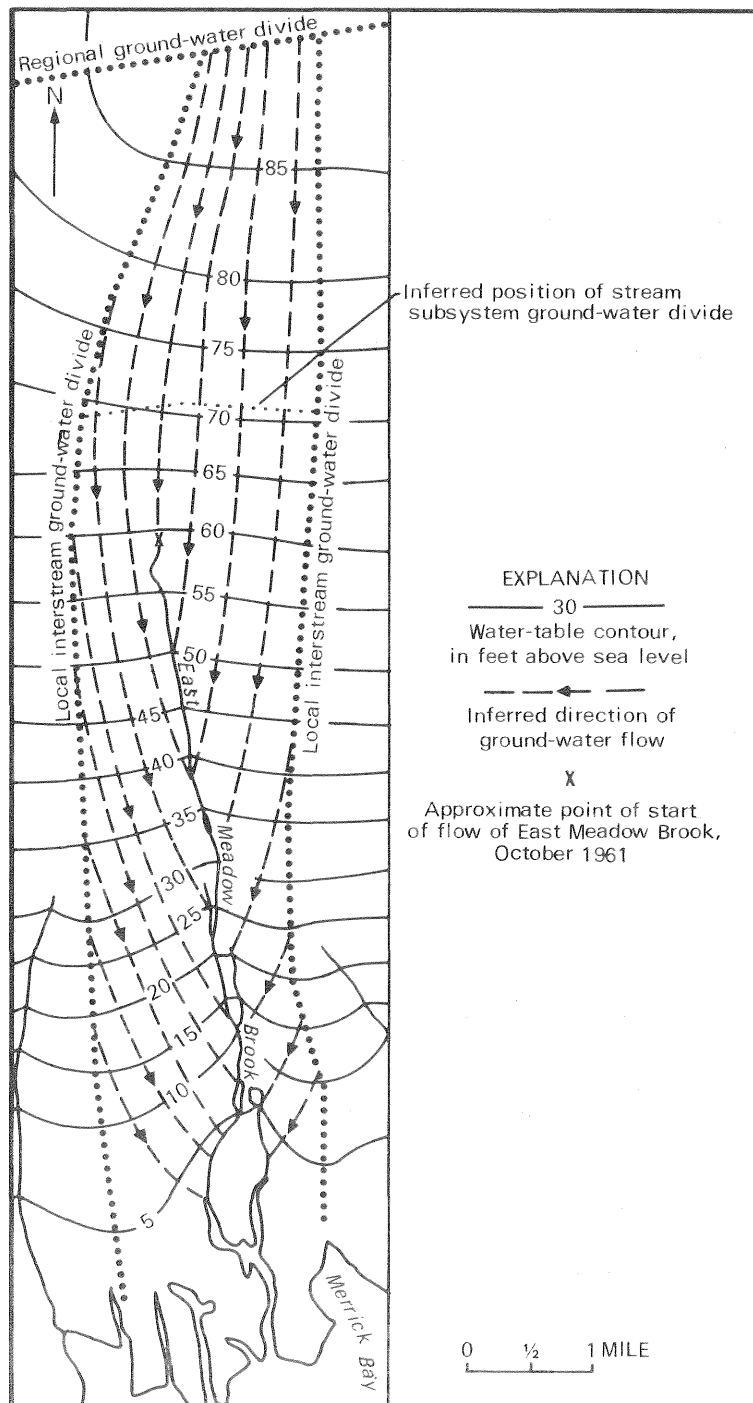 Regional ground-water divide
N
85
80
Inferred position of stream
subsystem ground-water divide
75
70
Local interstream ground-water divide
Local interstream ground-water divide
65
60
X
55
50
45
40
35
30
25
20
15
10
5
East
Meadow
Brook
Merrick Bay
EXPLANATION
30
Water-table contour,
in feet above sea level
Inferred direction of
ground-water flow
X
Approximate point of start
of flow of East Meadow Brook,
October 1961
0 ½ 1 MILE